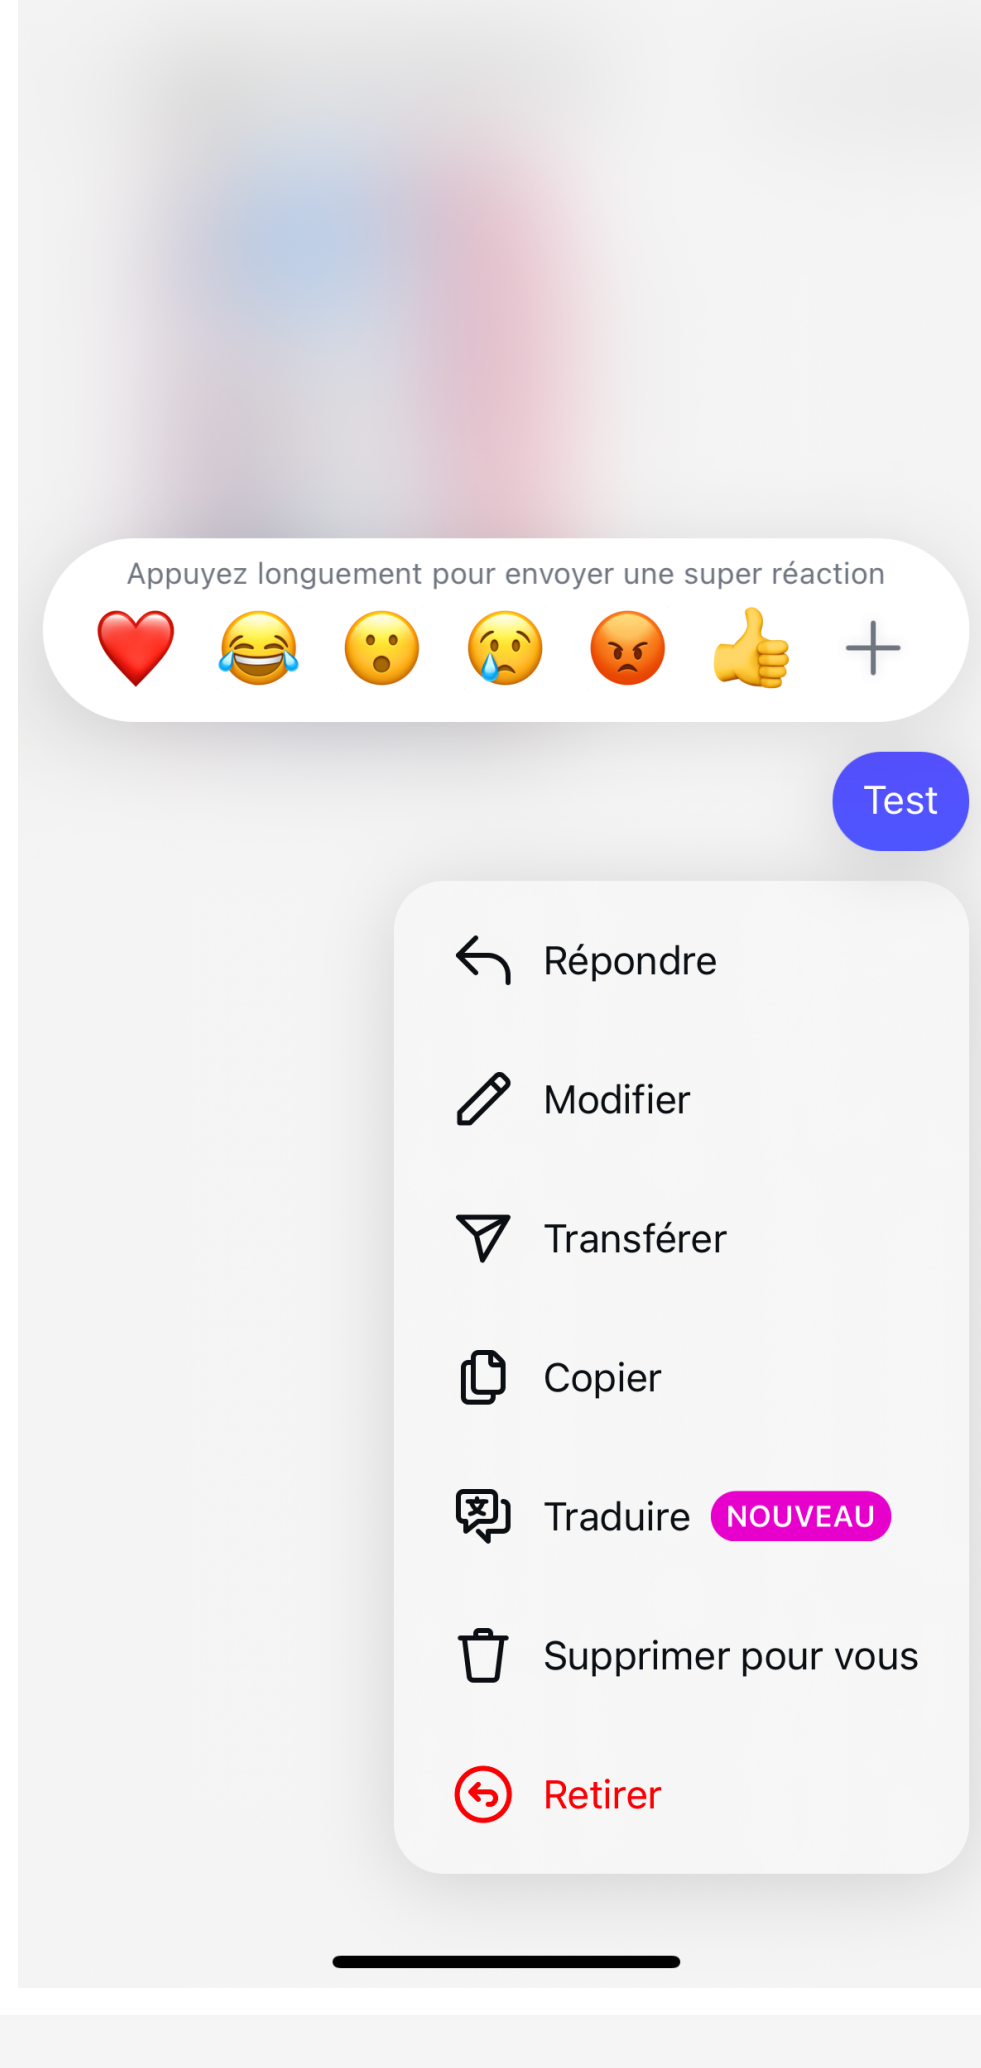 Appuyez longuement pour envoyer une super réaction
Test
Répondre
Modifier
Transférer
Copier
Traduire NOUVEAU
Supprimer pour vous
Retirer